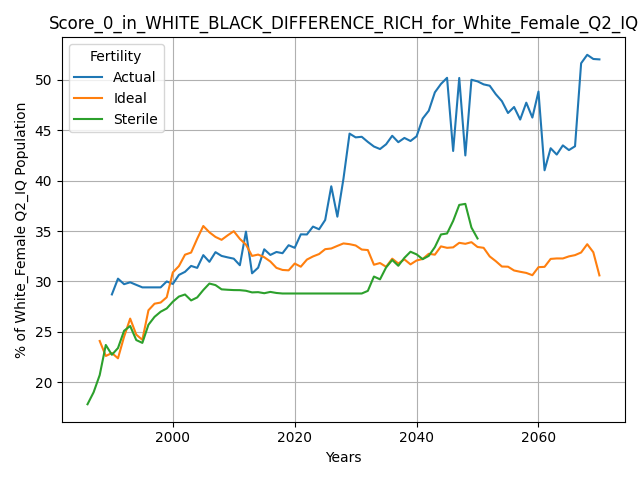 Score_0_in_WHITE_BLACK_DIFFERENCE_RICH_for_White_Female_Q2_IQ
Fertility
Actual
Ideal
Sterile
% of White_Female Q2_IQ Population
50
45
40
35
30
25
20
2000
2020
2040
2060
Years